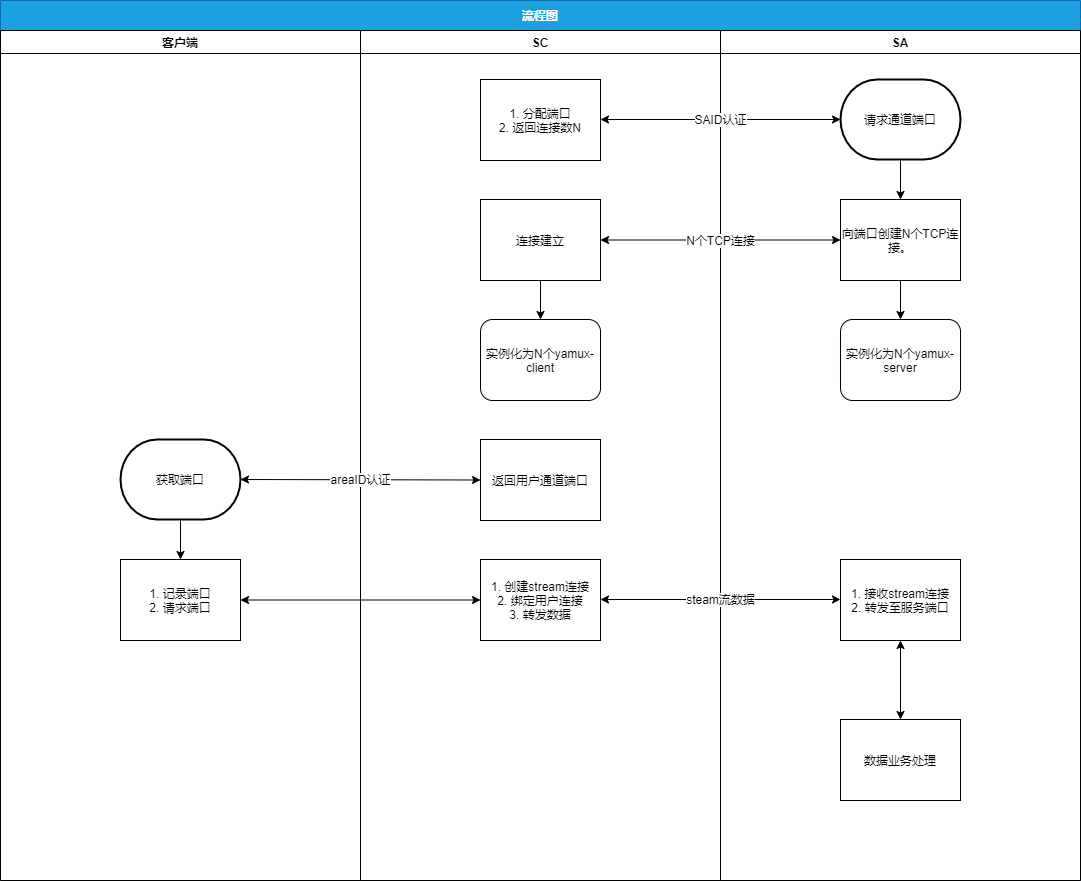 流程图
客户端
SC
SA
1. 分配端口
2. 返回连接数N
SAID认证
请求通道端口
连接建立
N个TCP连接
向端口创建N个TCP连
接。
实例化为N个yamux-
client
实例化为N个yamux-
server
获取端口
areaID认证
返回用户通道端口
1. 记录端口
2. 请求端口
1. 创建stream连接
2. 绑定用户连接
3. 转发数据
steam流数据
1. 接收stream连接
2. 转发至服务端口
数据业务处理